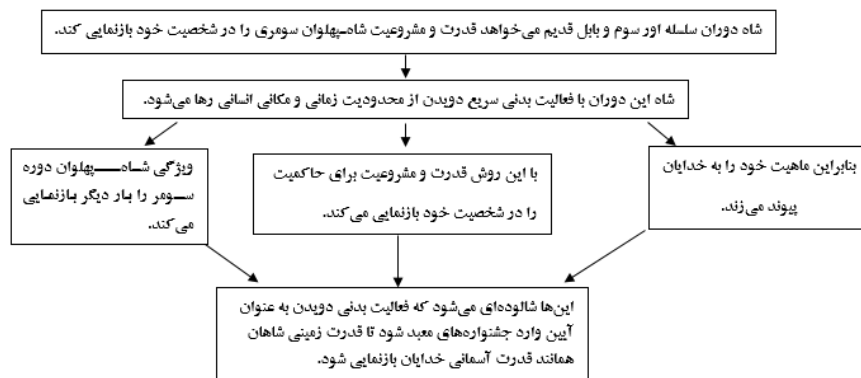 شاه دوران سلسله اور سوم و بابل قدیم می‌خواهد قدرت و مشروعیت شاه‌ـ‌پهلوان سومری را در شخصیت خود بازنمایی کند.
شاه این دوران با فعالیت بدنی سریع دویدن از محدودیت زمانی و مکانی انسانی رها می‌شود.
بنابراین ماهیت خود را به خدایان
پیوند می‌زند.
با این روش قدرت و مشروعیت برای حاکمیت
را در شخصیت خود بازنمایی می‌کند.
ویژگی شاه‌ـ‌پهلوان دوره
سومر را بار دیگر بازنمایی
می‌کند.
این‌ها شالوده‌ای می‌شود که فعالیت بدنی دویدن به عنوان
آیین وارد جشنواره‌های معبد شود تا قدرت زمینی شاهان
همانند قدرت آسمانی خدایان بازنمایی شود.